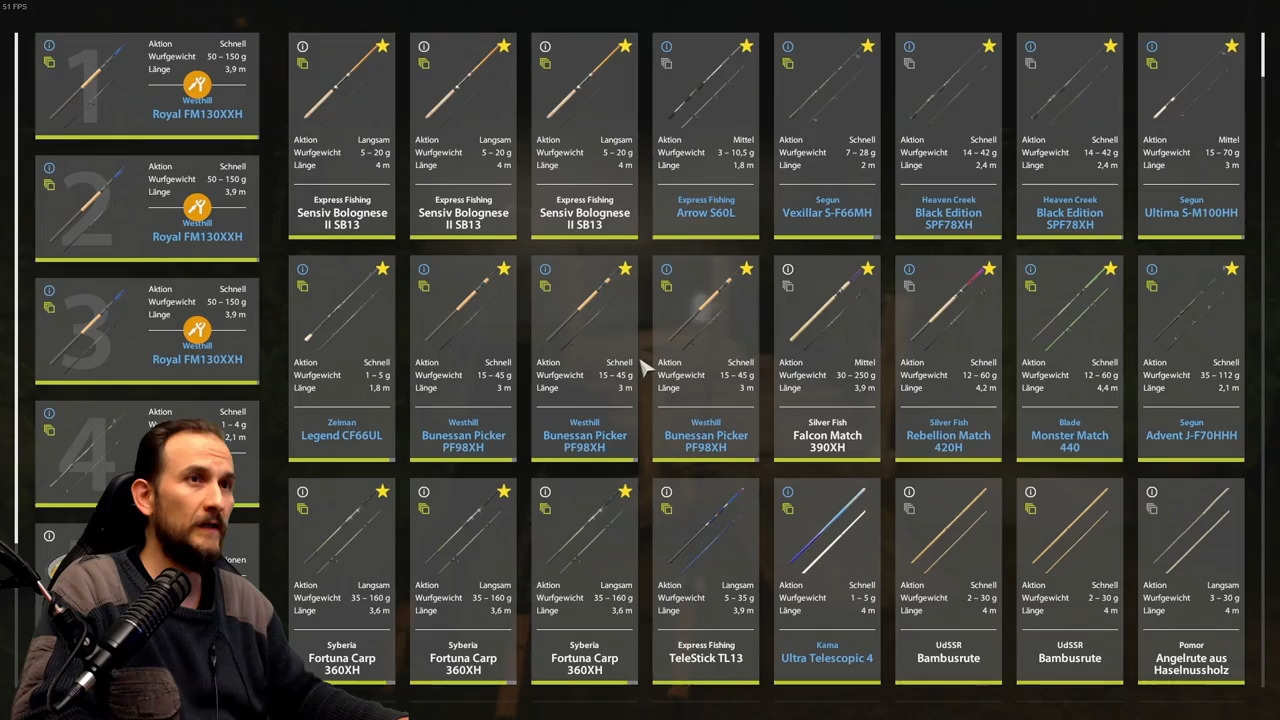 51 FPS
1
Aktion Schnell
Wurfgewicht 50 – 150 g
Länge 3,9 m
Westhill
Royal FM130XXH
2
Aktion Schnell
Wurfgewicht 50 – 150 g
Länge 3,9 m
Westhill
Royal FM130XXH
3
Aktion Schnell
Wurfgewicht 50 – 150 g
Länge 3,9 m
Westhill
Royal FM130XXH
4
Aktion Schnell
1 – 4 g
2,1 m
Aktion Langsam
Wurfgewicht 5 – 20 g
Länge 4 m
Express Fishing
Sensiv Bolognese
II SB13
Aktion Langsam
Wurfgewicht 5 – 20 g
Länge 4 m
Express Fishing
Sensiv Bolognese
II SB13
Aktion Langsam
Wurfgewicht 5 – 20 g
Länge 4 m
Express Fishing
Sensiv Bolognese
II SB13
Aktion Mittel
Wurfgewicht 3 – 10,5 g
Länge 1,8 m
Express Fishing
Arrow S60L
Aktion Schnell
Wurfgewicht 7 – 28 g
Länge 2 m
Segun
Vexillar S-F66MH
Aktion Schnell
Wurfgewicht 14 – 42 g
Länge 2,4 m
Heaven Creek
Black Edition
SPF78XH
Aktion Schnell
Wurfgewicht 14 – 42 g
Länge 2,4 m
Heaven Creek
Black Edition
SPF78XH
Aktion Mittel
Wurfgewicht 15 – 70 g
Länge 3 m
Segun
Ultima S-M100HH
Aktion Schnell
Wurfgewicht 1 – 5 g
Länge 1,8 m
Zeiman
Legend CF66UL
Aktion Schnell
Wurfgewicht 15 – 45 g
Länge 3 m
Westhill
Bunessan Picker
PF98XH
Aktion Schnell
Wurfgewicht 15 – 45 g
Länge 3 m
Westhill
Bunessan Picker
PF98XH
Aktion Schnell
Wurfgewicht 15 – 45 g
Länge 3 m
Westhill
Bunessan Picker
PF98XH
Aktion Mittel
Wurfgewicht 30 – 250 g
Länge 3,9 m
Silver Fish
Falcon Match
390XH
Aktion Schnell
Wurfgewicht 12 – 60 g
Länge 4,2 m
Silver Fish
Rebellion Match
420H
Aktion Schnell
Wurfgewicht 12 – 60 g
Länge 4,4 m
Blade
Monster Match
440
Aktion Schnell
Wurfgewicht 35 – 112 g
Länge 2,1 m
Segun
Advent J-F70HHH
Aktion Langsam
Wurfgewicht 35 – 160 g
Länge 3,6 m
Syberia
Fortuna Carp
360XH
Aktion Langsam
Wurfgewicht 35 – 160 g
Länge 3,6 m
Syberia
Fortuna Carp
360XH
Aktion Langsam
Wurfgewicht 35 – 160 g
Länge 3,6 m
Syberia
Fortuna Carp
360XH
Aktion Langsam
Wurfgewicht 5 – 35 g
Länge 3,9 m
Express Fishing
TeleStick TL13
Aktion Schnell
Wurfgewicht 1 – 5 g
Länge 4 m
Kama
Ultra Telescopic 4
Aktion Schnell
Wurfgewicht 2 – 30 g
Länge 4 m
UdSSR
Bambusrute
Aktion Schnell
Wurfgewicht 2 – 30 g
Länge 4 m
UdSSR
Bambusrute
Aktion Langsam
Wurfgewicht 3 – 30 g
Länge 4 m
Pomor
Angelrute aus
Haselnussholz